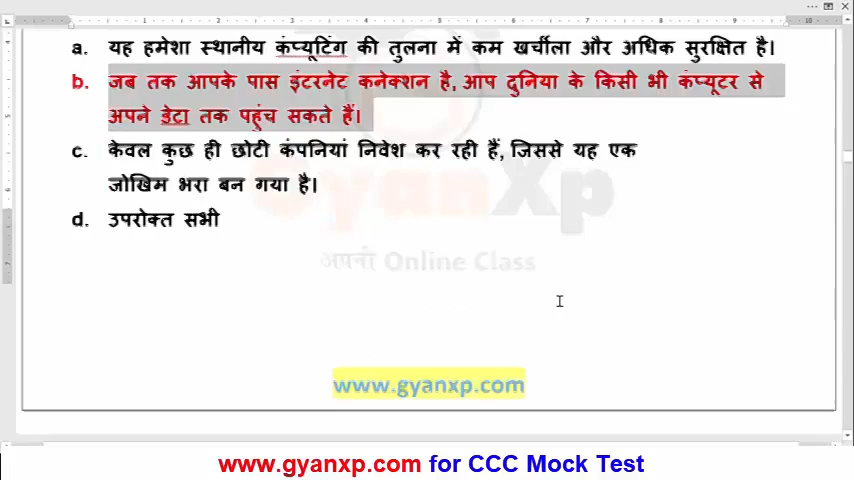 a. यह हमेशा स्थानीय कंप्यूटिंग की तुलना में कम खर्चीला और अधिक सुरक्षित है।
b. जब तक आपके पास इंटरनेट कनेक्शन है, आप दुनिया के किसी भी कंप्यूटर से
अपने डेटा तक पहुंच सकते हैं।
c. केवल कुछ ही छोटी कंपनियां निवेश कर रही हैं, जिससे यह एक
जोखिम भरा बन गया है।
GyanXp
d. उपरोक्त सभी
अपनी Online Class
www.gyanxp.com
www.gyanxp.com for CCC Mock Test